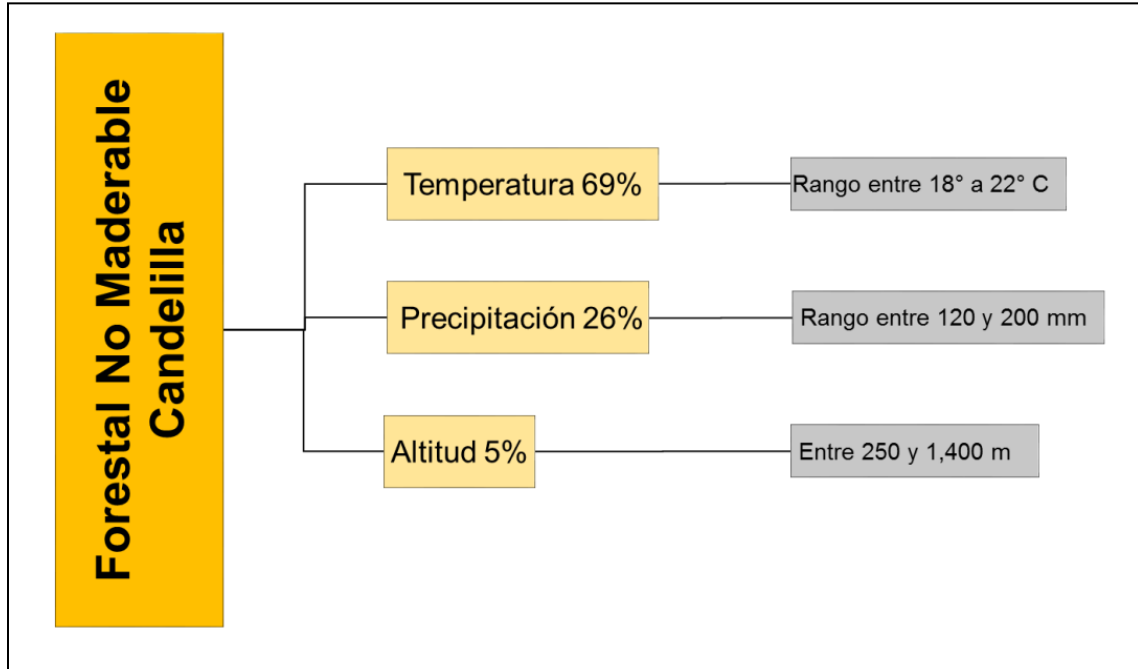 Forestal No Maderable
Candelilla
Temperatura 69%
Rango entre 18° a 22° C
Precipitación 26%
Rango entre 120 y 200 mm
Altitud 5%
Entre 250 y 1,400 m